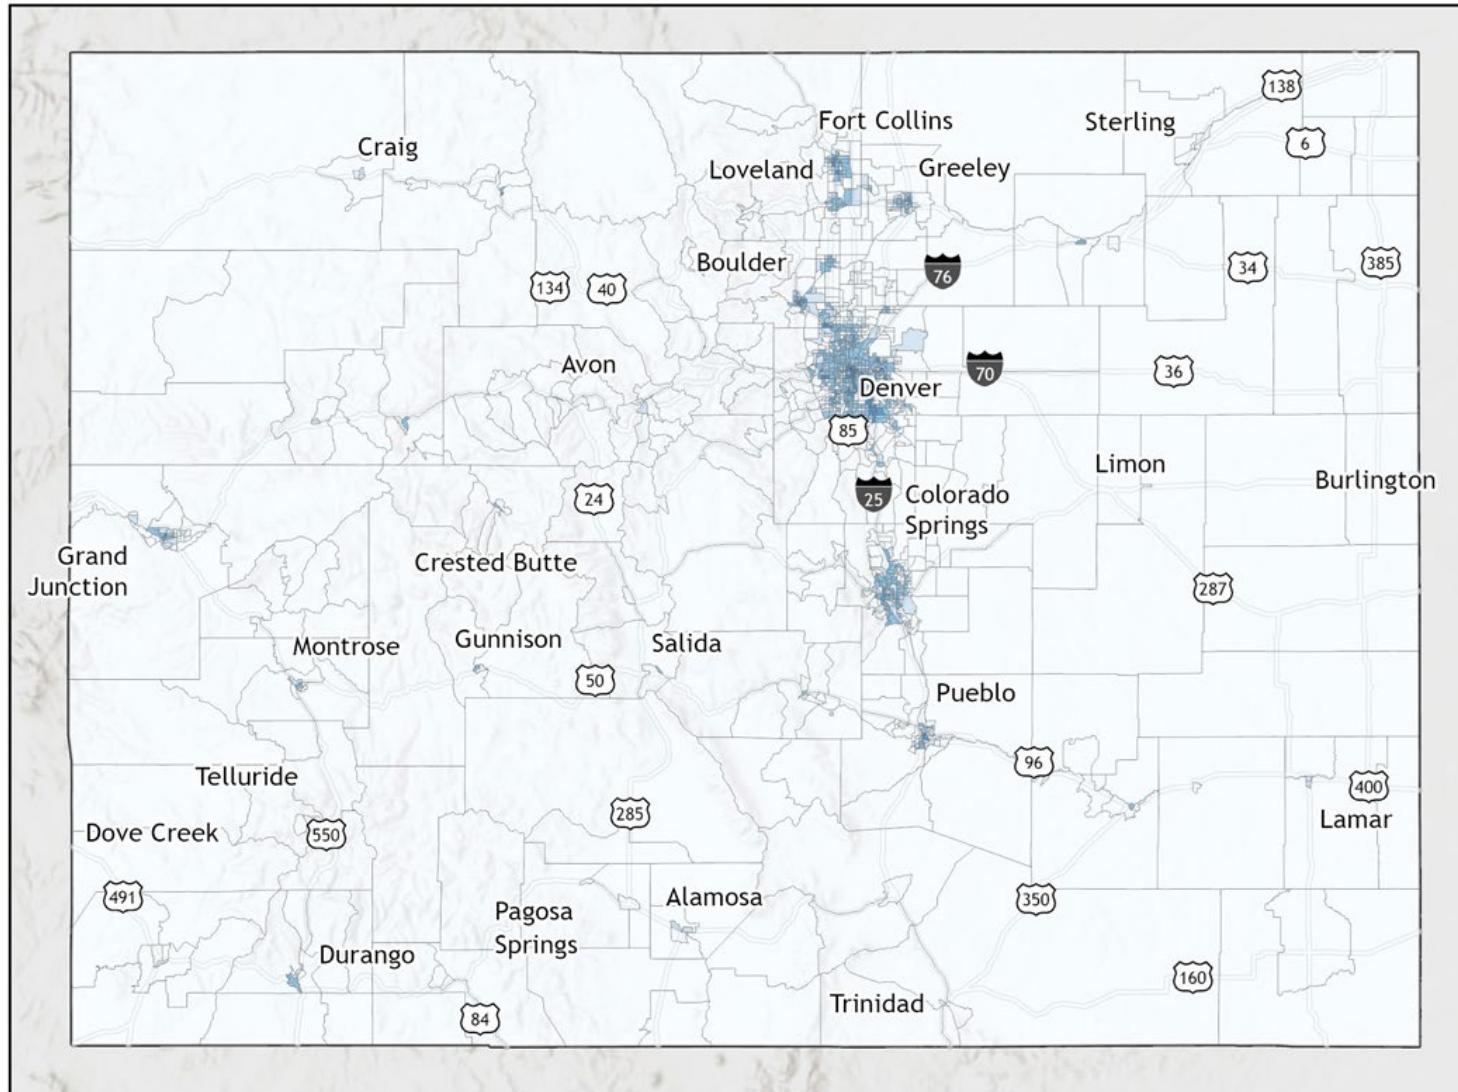 138
Fort Collins
Sterling
6
Craig
Loveland
Greeley
Boulder
76
34
385
134
40
Avon
70
36
Denver
85
Limon
Burlington
24
25
Colorado
Springs
Grand
Junction
Crested Butte
287
Montrose
Gunnison
Salida
50
Pueblo
96
Telluride
400
285
Lamar
Dove Creek
550
491
Alamosa
350
Pagosa
Springs
Durango
160
Trinidad
84